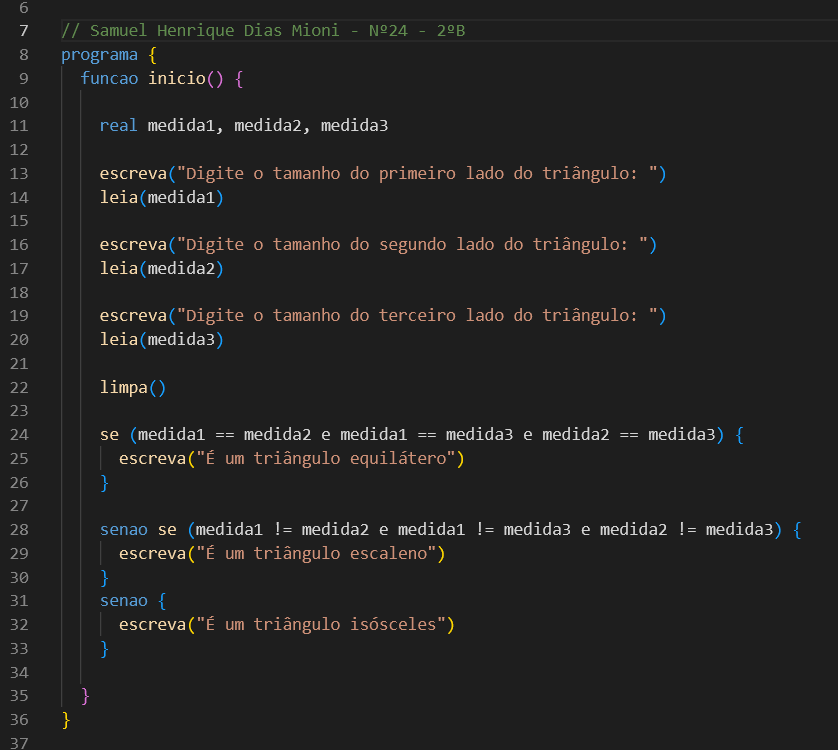 6
7 // Samuel Henrique Dias Mioni - Nº24 - 2ºB
8 programa {
9 funcao inicio() {
10
11 real medida1, medida2, medida3
12
13 escreva("Digite o tamanho do primeiro lado do triângulo: ")
14 leia(medida1)
15
16 escreva("Digite o tamanho do segundo lado do triângulo: ")
17 leia(medida2)
18
19 escreva("Digite o tamanho do terceiro lado do triângulo: ")
20 leia(medida3)
21
22 limpa()
23
24 se (medida1 == medida2 e medida1 == medida3 e medida2 == medida3) {
25 escreva("É um triângulo equilátero")
26 }
27
28 senao se (medida1 != medida2 e medida1 != medida3 e medida2 != medida3) {
29 escreva("É um triângulo escaleno")
30 }
31 senao {
32 escreva("É um triângulo isósceles")
33 }
34
35 }
36 }
37